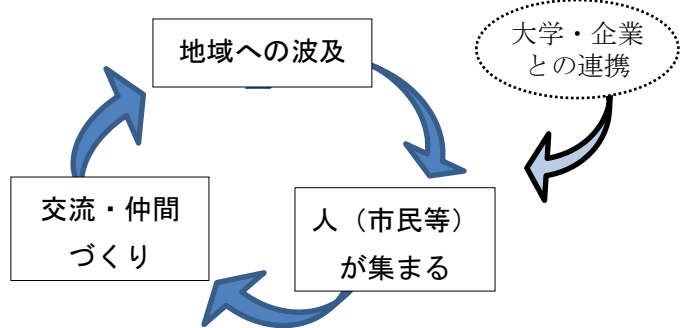 地域への波及
大学・企業
との連携
交流・仲間
づくり
人（市民等）
が集まる